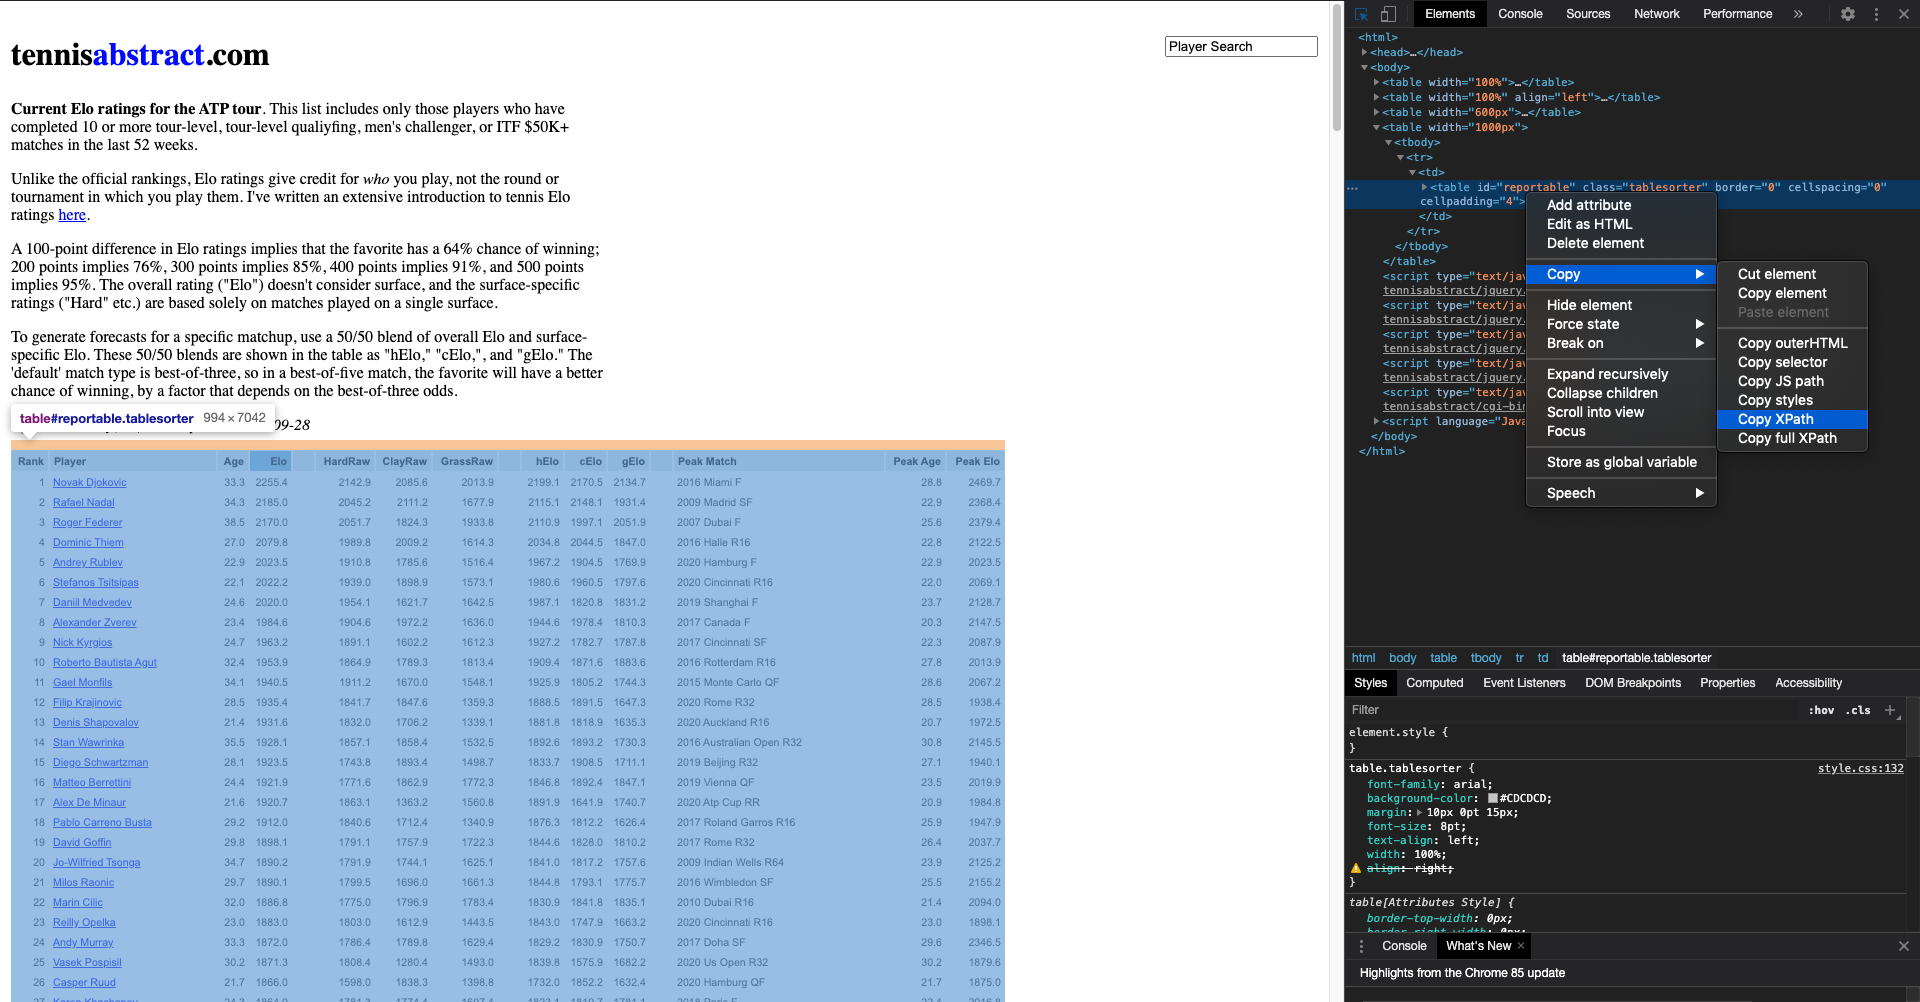 tennisabstract.com
Player Search
Current Elo ratings for the ATP tour. This list includes only those players who have
completed 10 or more tour-level, tour-level qualiyfing, men's challenger, or ITF $50K+
matches in the last 52 weeks.
Unlike the official rankings, Elo ratings give credit for who you play, not the round or
tournament in which you play them. I've written an extensive introduction to tennis Elo
ratings here.
A 100-point difference in Elo ratings implies that the favorite has a 64% chance of winning;
200 points implies 76%, 300 points implies 85%, 400 points implies 91%, and 500 points
implies 95%. The overall rating ("Elo") doesn't consider surface, and the surface-specific
ratings ("Hard" etc.) are based solely on matches played on a single surface.
To generate forecasts for a specific matchup, use a 50/50 blend of overall Elo and surface-
specific Elo. These 50/50 blends are shown in the table as "hElo," "cElo,", and "gElo." The
'default' match type is best-of-three, so in a best-of-five match, the favorite will have a better
chance of winning, by a factor that depends on the best-of-three odds.
table#reportable.tablesorter 994 × 7042
09-28
Rank Player Age Elo HardRaw ClayRaw GrassRaw hElo cElo gElo Peak Match Peak Age Peak Elo
1 Novak Djokovic 33.3 2255.4 2142.9 2085.6 2013.9 2199.1 2170.5 2134.7 2016 Miami F 28.8 2469.7
2 Rafael Nadal 34.3 2185.0 2045.2 2111.2 1677.9 2115.1 2148.1 1931.4 2009 Madrid SF 22.9 2368.4
3 Roger Federer 38.5 2170.0 2051.7 1824.3 1933.8 2110.9 1997.1 2051.9 2007 Dubai F 25.6 2379.4
4 Dominic Thiem 27.0 2079.8 1989.8 2009.2 1614.3 2034.8 2044.5 1847.0 2016 Halle R16 22.8 2122.5
5 Andrey Rublev 22.9 2023.5 1910.8 1785.6 1516.4 1967.2 1904.5 1769.9 2020 Hamburg F 22.9 2023.5
6 Stefanos Tsitsipas 22.1 2022.2 1939.0 1898.9 1573.1 1980.6 1960.5 1797.6 2020 Cincinnati R16 22.0 2069.1
7 Daniil Medvedev 24.6 2020.0 1954.1 1621.7 1642.5 1987.1 1820.8 1831.2 2019 Shanghai F 23.7 2128.7
8 Alexander Zverev 23.4 1984.6 1904.6 1972.2 1636.0 1944.6 1978.4 1810.3 2017 Canada F 20.3 2147.5
9 Nick Kyrgios 24.7 1963.2 1891.1 1602.2 1612.3 1927.2 1782.7 1787.8 2017 Cincinnati SF 22.3 2087.9
10 Roberto Bautista Agut 32.4 1953.9 1864.9 1789.3 1813.4 1909.4 1871.6 1883.6 2016 Rotterdam R16 27.8 2013.9
11 Gael Monfils 34.1 1940.5 1911.2 1670.0 1548.1 1925.9 1805.2 1744.3 2015 Monte Carlo QF 28.6 2067.2
12 Filip Krajinovic 28.5 1935.4 1841.7 1847.6 1359.3 1888.5 1891.5 1647.3 2020 Rome R32 28.5 1938.4
13 Denis Shapovalov 21.4 1931.6 1832.0 1706.2 1339.1 1881.8 1818.9 1635.3 2020 Auckland R16 20.7 1972.5
14 Stan Wawrinka 35.5 1928.1 1857.1 1858.4 1532.5 1892.6 1893.2 1730.3 2016 Australian Open R32 30.8 2145.5
15 Diego Schwartzman 28.1 1923.5 1743.8 1893.4 1498.7 1833.7 1908.5 1711.1 2019 Beijing R32 27.1 1940.1
16 Matteo Berrettini 24.4 1921.9 1771.6 1862.9 1772.3 1846.8 1892.4 1847.1 2019 Vienna QF 23.5 2019.9
17 Alex De Minaur 21.6 1920.7 1863.1 1363.2 1560.8 1891.9 1641.9 1740.7 2020 Atp Cup RR 20.9 1984.8
18 Pablo Carreno Busta 29.2 1912.0 1840.6 1712.4 1340.9 1876.3 1812.2 1626.4 2017 Roland Garros R16 25.9 1947.9
19 David Goffin 29.8 1898.1 1791.1 1757.9 1722.3 1844.6 1828.0 1810.2 2017 Rome R32 26.4 2037.7
20 Jo-Wilfried Tsonga 34.7 1890.2 1791.9 1744.1 1625.1 1841.0 1817.2 1757.6 2009 Indian Wells R64 23.9 2125.2
21 Milos Raonic 29.7 1890.1 1799.5 1696.0 1661.3 1844.8 1793.1 1775.7 2016 Wimbledon SF 25.5 2155.2
22 Marin Cilic 32.0 1886.8 1775.0 1796.9 1783.4 1830.9 1841.8 1835.1 2010 Dubai R16 21.4 2094.0
23 Reilly Opelka 23.0 1883.0 1803.0 1612.9 1443.5 1843.0 1747.9 1663.2 2020 Cincinnati R16 23.0 1898.1
24 Andy Murray 33.3 1872.0 1786.4 1789.8 1629.4 1829.2 1830.9 1750.7 2017 Doha SF 29.6 2346.5
25 Vasek Pospisil 30.2 1871.3 1808.4 1280.4 1493.0 1839.8 1575.9 1682.2 2020 Us Open R32 30.2 1879.6
26 Casper Ruud 21.7 1866.0 1598.0 1838.3 1398.8 1732.0 1852.2 1632.4 2020 Hamburg QF 21.7 1875.0
Elements Console Sources Network Performance »
<html>
<head>…</head>
<body>
<table width="100%">…</table>
<table width="100%" align="left">…</table>
<table width="600px">…</table>
<table width="1000px">
<tbody>
<tr>
<td>
<table id="reportable" class="tablesorter" border="0" cellspacing="0"
cellpadding="4">
</td>
</tr>
</tbody>
</table>
<script type="text/jav
tennisabstract/jquery.
<script type="text/jav
tennisabstract/jquery.
<script type="text/jav
tennisabstract/jquery.
<script type="text/jav
tennisabstract/jquery.
<script type="text/jav
tennisabstract/cgi-bin
<script language="Java
</body>
</html>
Add attribute
Edit as HTML
Delete element
Copy
Hide element
Force state
Break on
Expand recursively
Collapse children
Scroll into view
Focus
Store as global variable
Speech
Cut element
Copy element
Paste element
Copy outerHTML
Copy selector
Copy JS path
Copy styles
Copy XPath
Copy full XPath
html body table tbody tr td table#reportable.tablesorter
Styles Computed Event Listeners DOM Breakpoints Properties Accessibility
Filter :hov .cls +
element.style {
}
table.tablesorter { style.css:132
font-family: arial;
background-color: #CDCDCD;
margin: 10px 0pt 15px;
font-size: 8pt;
text-align: left;
width: 100%;
align: right;
}
table[Attributes Style] {
border-top-width: 0px;
border-right-width: 0px;
Console What's New ×
Highlights from the Chrome 85 update